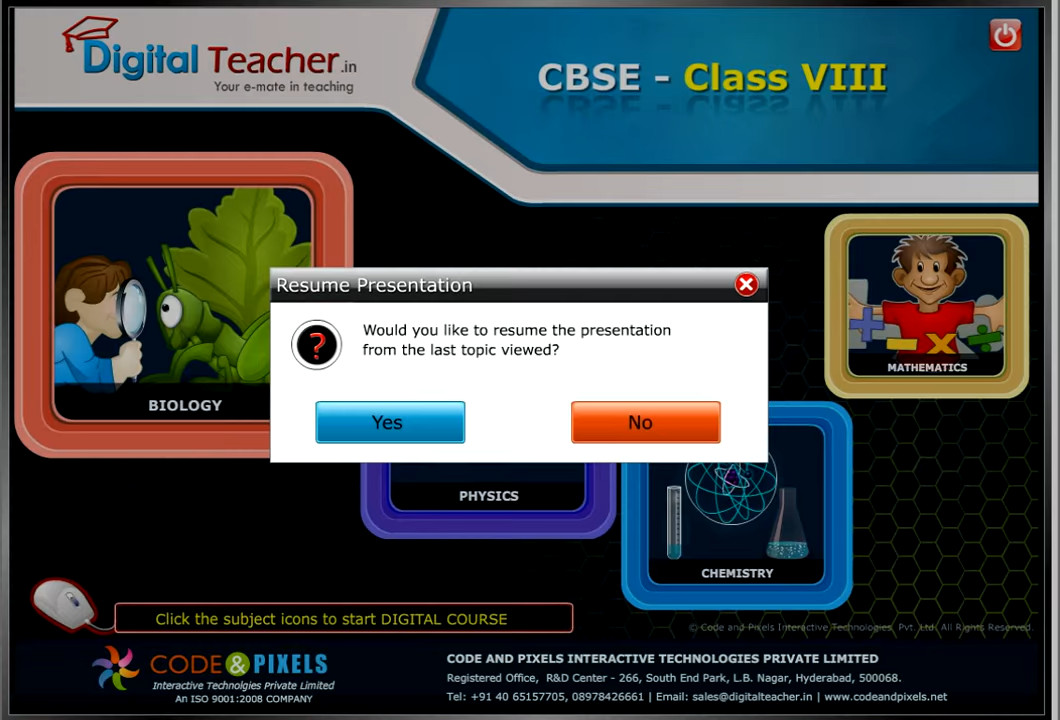 Digital Teacher.in
Your e-mate in teaching
CBSE - Class VIII
Resume Presentation
Would you like to resume the presentation
from the last topic viewed?
?
Yes
No
BIOLOGY
MATHEMATICS
PHYSICS
CHEMISTRY
Click the subject icons to start DIGITAL COURSE
© Code and Pixels Interactive Technologies, Pvt. Ltd. All Rights Reserved.
CODE & PIXELS
Interactive Technolgies Private Limited
An ISO 9001:2008 COMPANY
CODE AND PIXELS INTERACTIVE TECHNOLOGIES PRIVATE LIMITED
Registered Office, R&D Center - 266, South End Park, L.B. Nagar, Hyderabad, 500068.
Tel: +91 40 65157705, 08978426661 | Email: sales@digitalteacher.in | www.codeandpixels.net